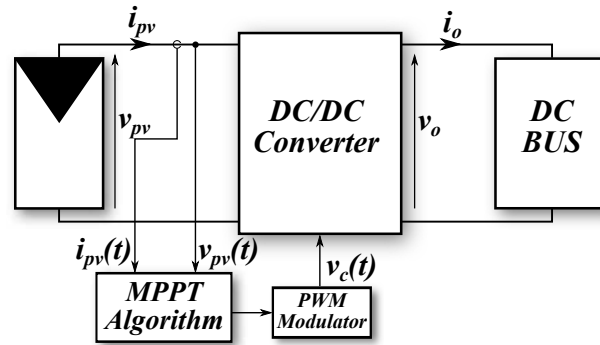 i_pv
i_o
v_pv
DC/DC
Converter
v_o
DC
BUS
i_pv(t)
v_pv(t)
v_c(t)
MPPT
Algorithm
PWM
Modulator